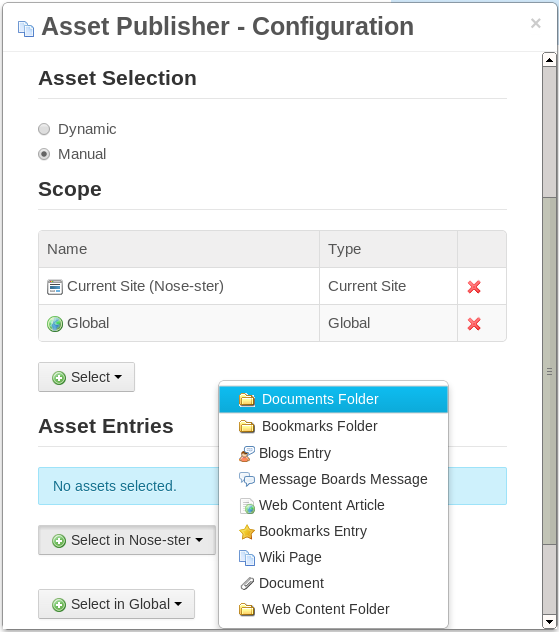 Asset Publisher - Configuration ×
Asset Selection
Dynamic
Manual
Scope
Name Type
Current Site (Nose-ster) Current Site
Global Global
Select
Asset Entries
No assets selected.
Select in Nose-ster
Select in Global
Documents Folder
Bookmarks Folder
Blogs Entry
Message Boards Message
Web Content Article
Bookmarks Entry
Wiki Page
Document
Web Content Folder